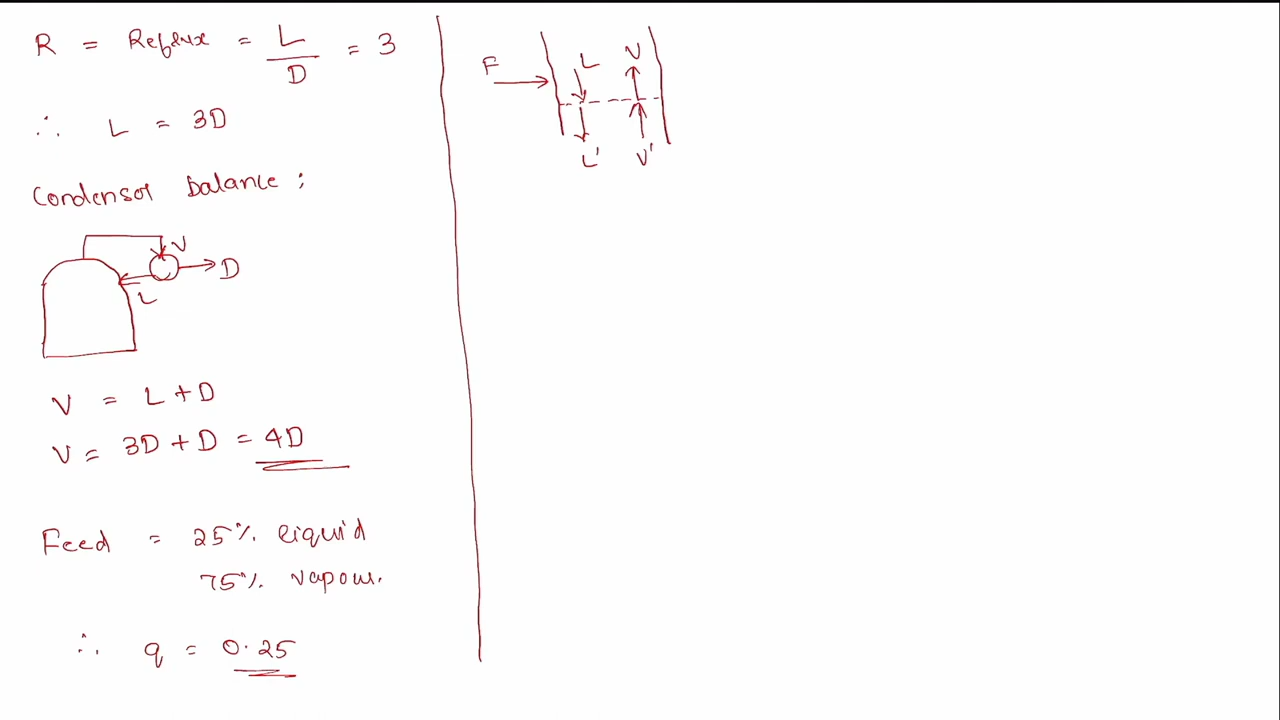 R = Reflux = L/D = 3
∴ L = 3D
Condensor balance :
V
D
L
V = L + D
V = 3D + D = 4D
Feed = 25% liquid
75% vapour.
∴ q = 0.25
F
L V
L' V'